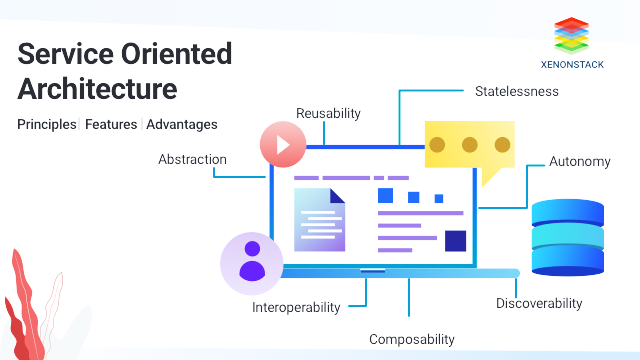 Service Oriented
Architecture
Principles | Features | Advantages
XENONSTACK
Statelessness
Reusability
Abstraction
Autonomy
Interoperability
Discoverability
Composability